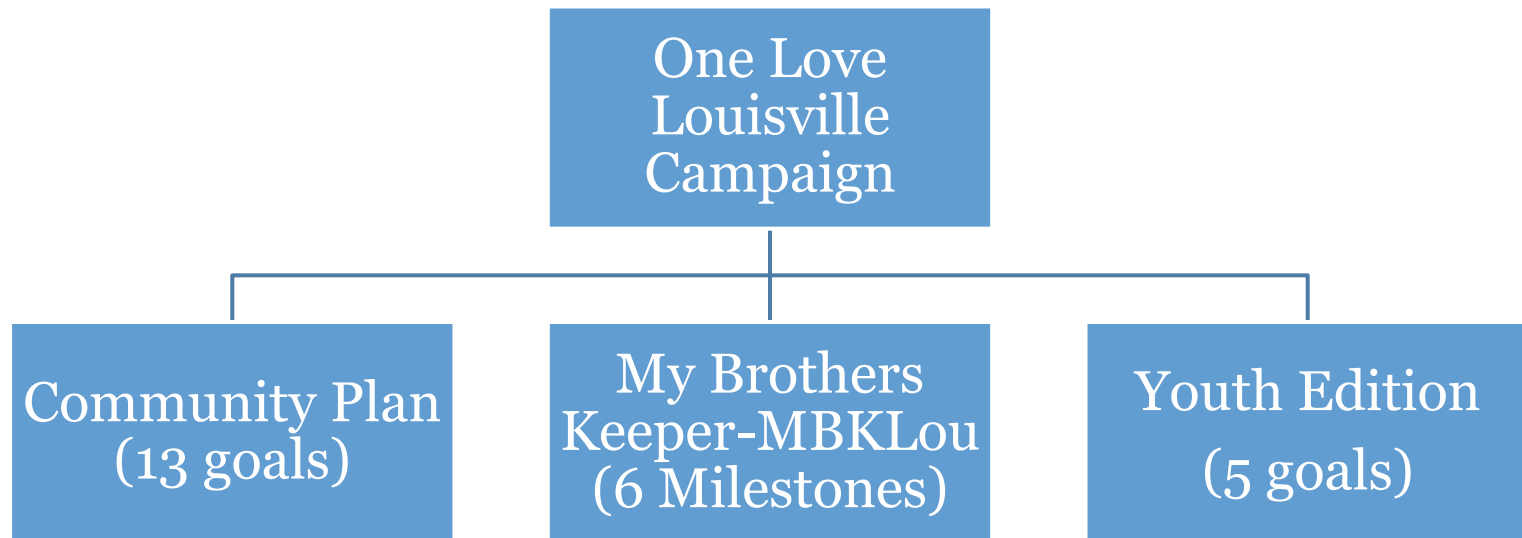 One Love
Louisville
Campaign
Community Plan
(13 goals)
My Brothers
Keeper-MBKLou
(6 Milestones)
Youth Edition
(5 goals)